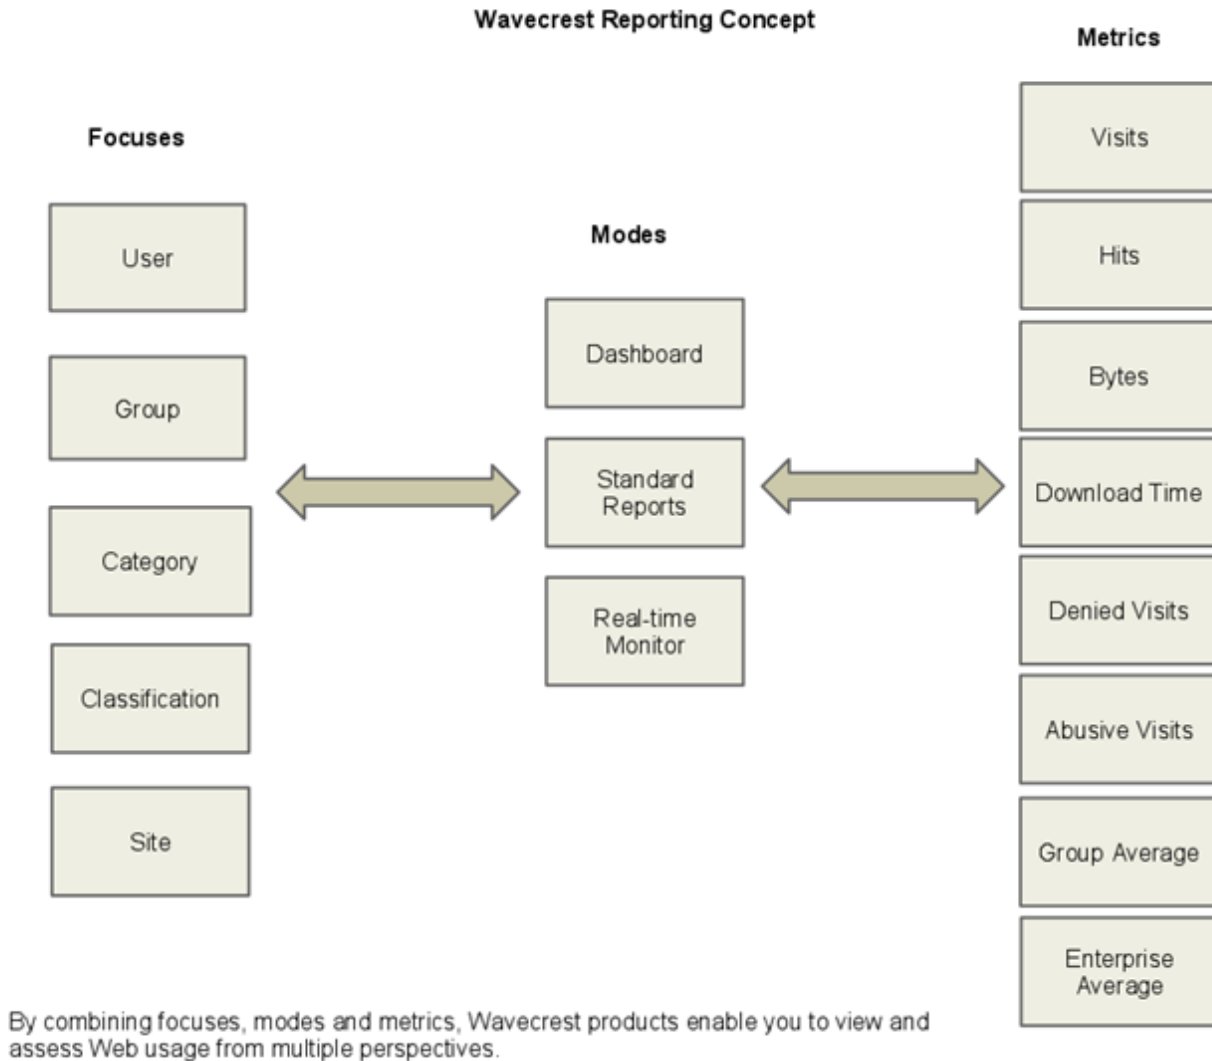 Wavecrest Reporting Concept
Focuses
User
Group
Category
Classification
Site
Modes
Dashboard
Standard
Reports
Real-time
Monitor
Metrics
Visits
Hits
Bytes
Download Time
Denied Visits
Abusive Visits
Group Average
Enterprise
Average
By combining focuses, modes and metrics, Wavecrest products enable you to view and
assess Web usage from multiple perspectives.